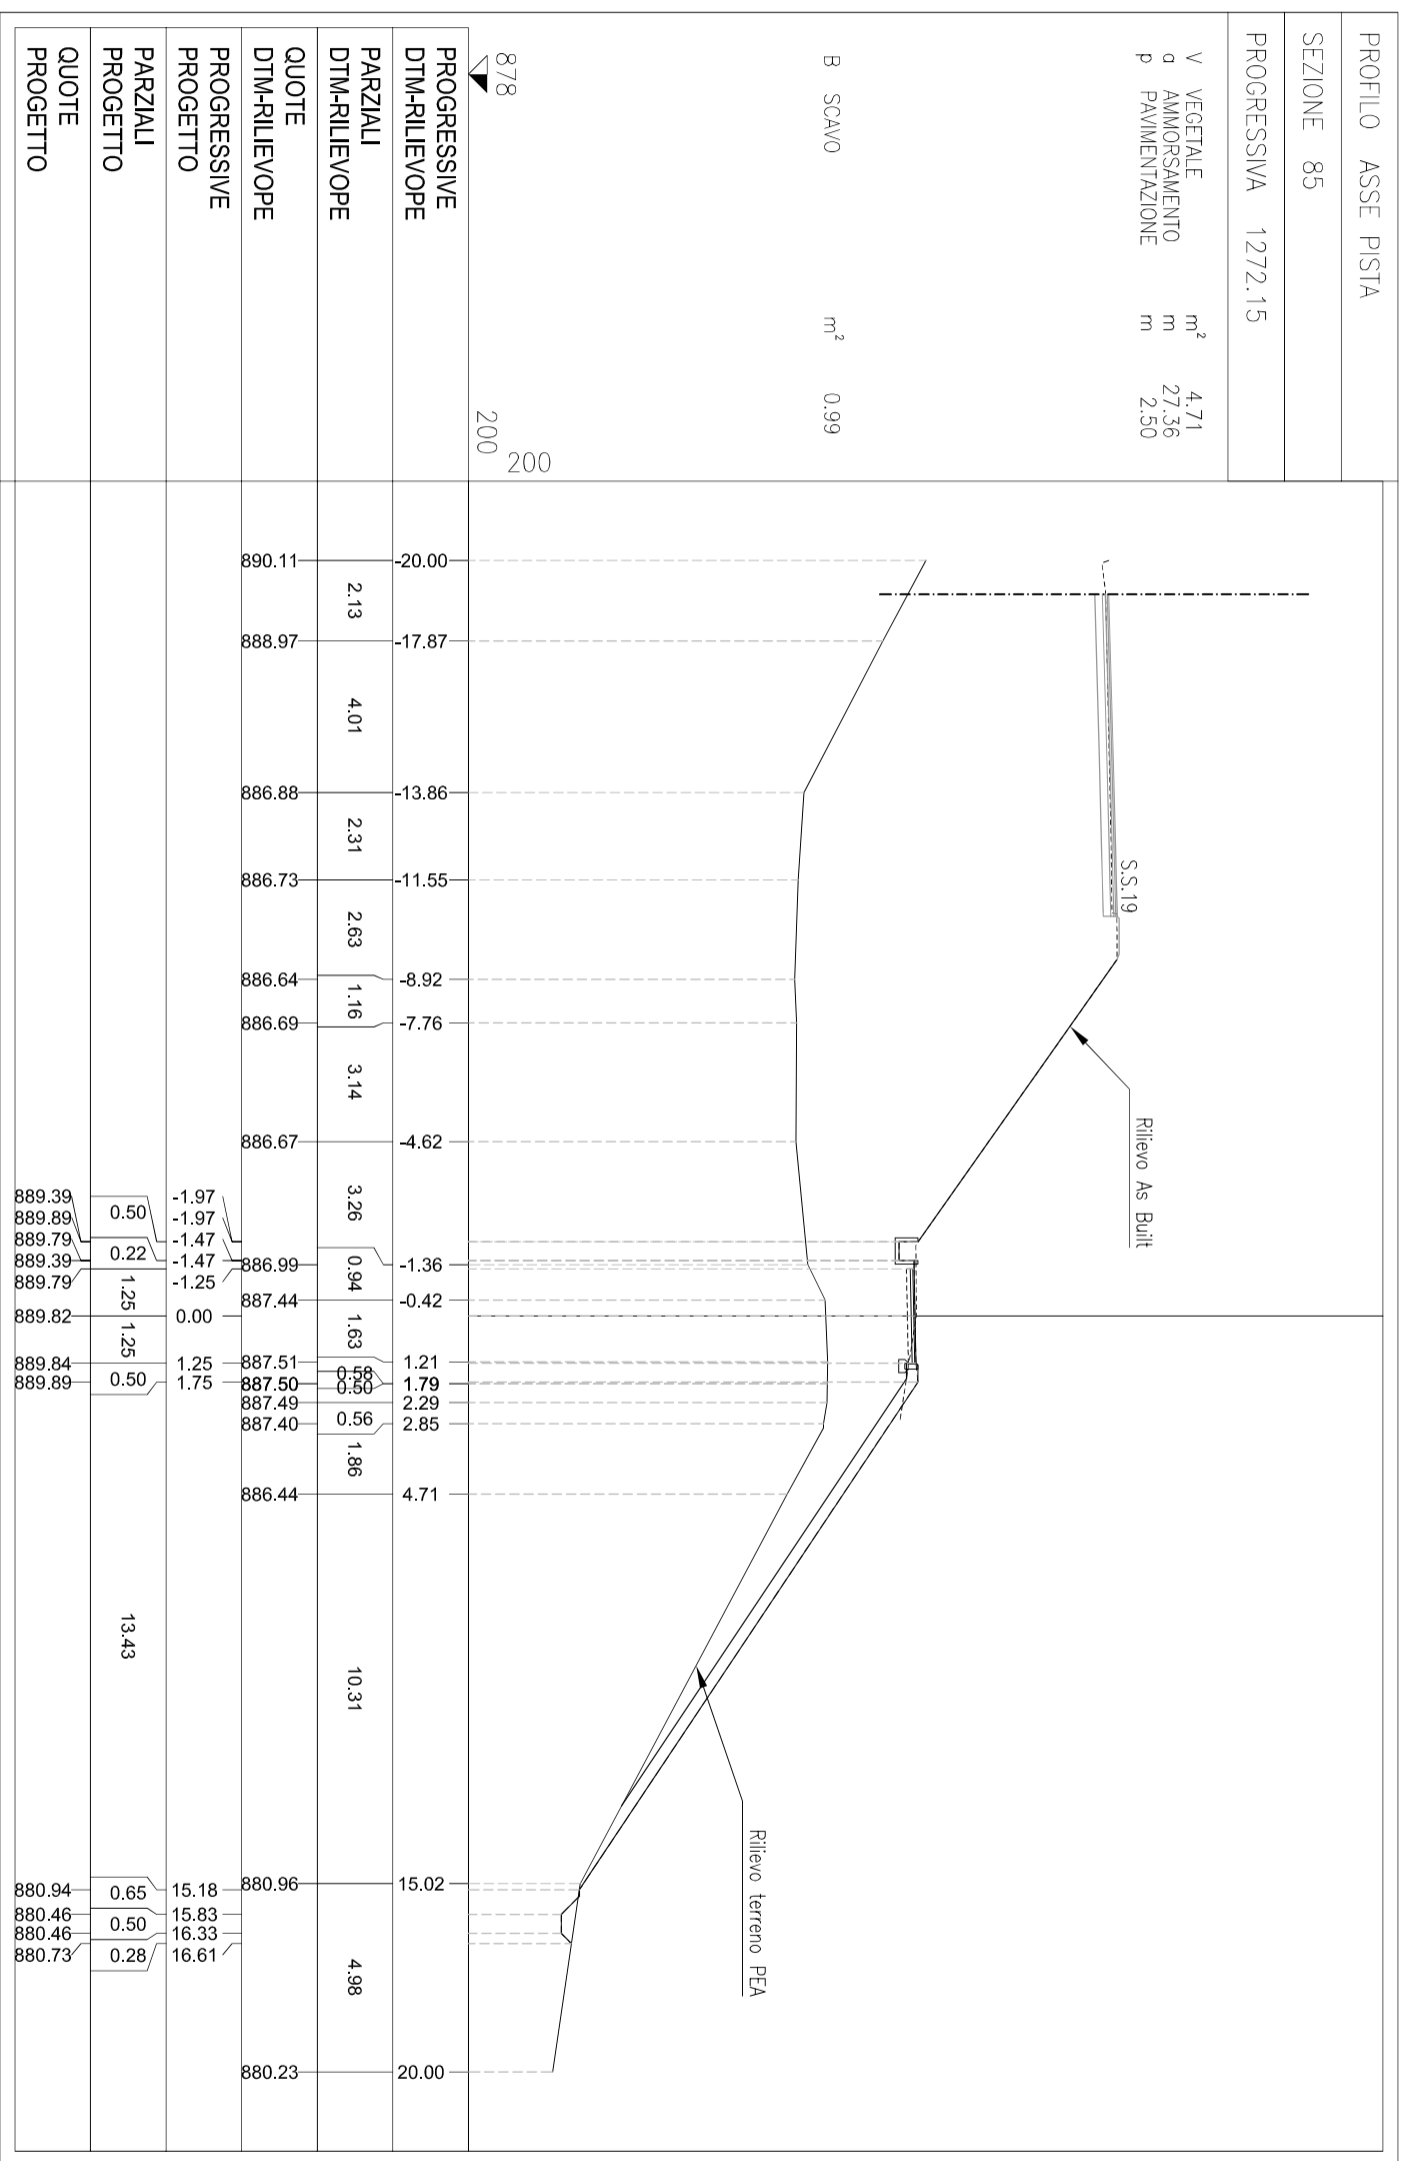 PROFILO ASSE PISTA
SEZIONE 85
PROGRESSIVA 1272.15
V VEGETALE m² 4.71
a AMMORSAMENTO m 27.36
p PAVIMENTAZIONE m 2.50
B SCAVO m² 0.99
S.S.19
Rilievo As Built
Rilievo terreno PEA
878
200
200
PROGRESSIVE
DTM-RILIEVOPE
-20.00 -17.87 -13.86 -11.55 -8.92 -7.76 -4.62 -1.36 -0.42 1.21 1.79 2.29 2.85 4.71 15.02 20.00
PARZIALI
DTM-RILIEVOPE
2.13 4.01 2.31 2.63 1.16 3.14 3.26 0.94 1.63 0.58 0.50 0.56 1.86 10.31 4.98
QUOTE
DTM-RILIEVOPE
890.11 888.97 886.88 886.73 886.64 886.69 886.67 886.99 887.44 887.51 887.50 887.49 887.40 886.44 880.96 880.23
PROGRESSIVE
PROGETTO
-1.97 -1.97 -1.47 -1.47 -1.25 0.00 1.25 1.75 15.18 15.83 16.33 16.61
PARZIALI
PROGETTO
0.50 0.22 1.25 1.25 0.50 13.43 0.65 0.50 0.28
QUOTE
PROGETTO
889.39 889.89 889.79 889.39 889.79 889.82 889.84 889.89 880.94 880.46 880.46 880.73